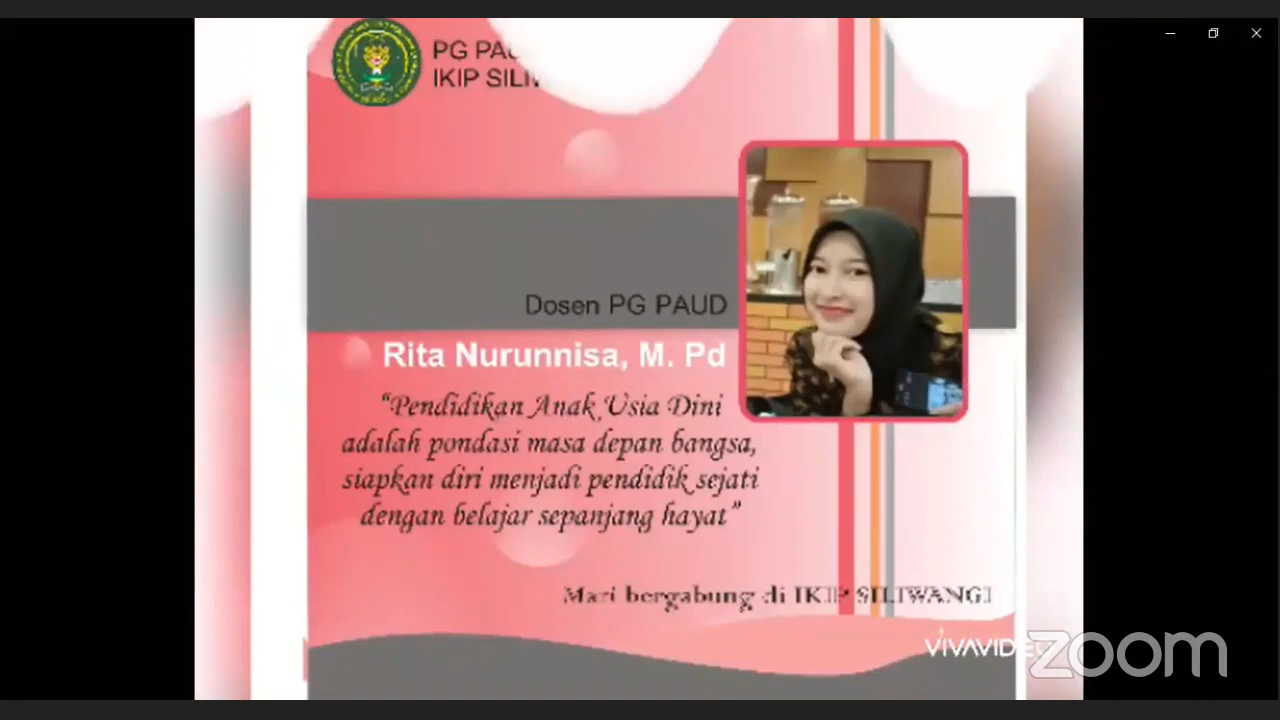 PG PAU
IKIP SILIW
Dosen PG PAUD
Rita Nurunnisa, M. Pd
“Pendidikan Anak Usia Dini
adalah pondasi masa depan bangsa,
siapkan diri menjadi pendidik sejati
dengan belajar sepanjang hayat”
Mari bergabung di IKIP SILIWANGI
VIVAVIDEO
zoom